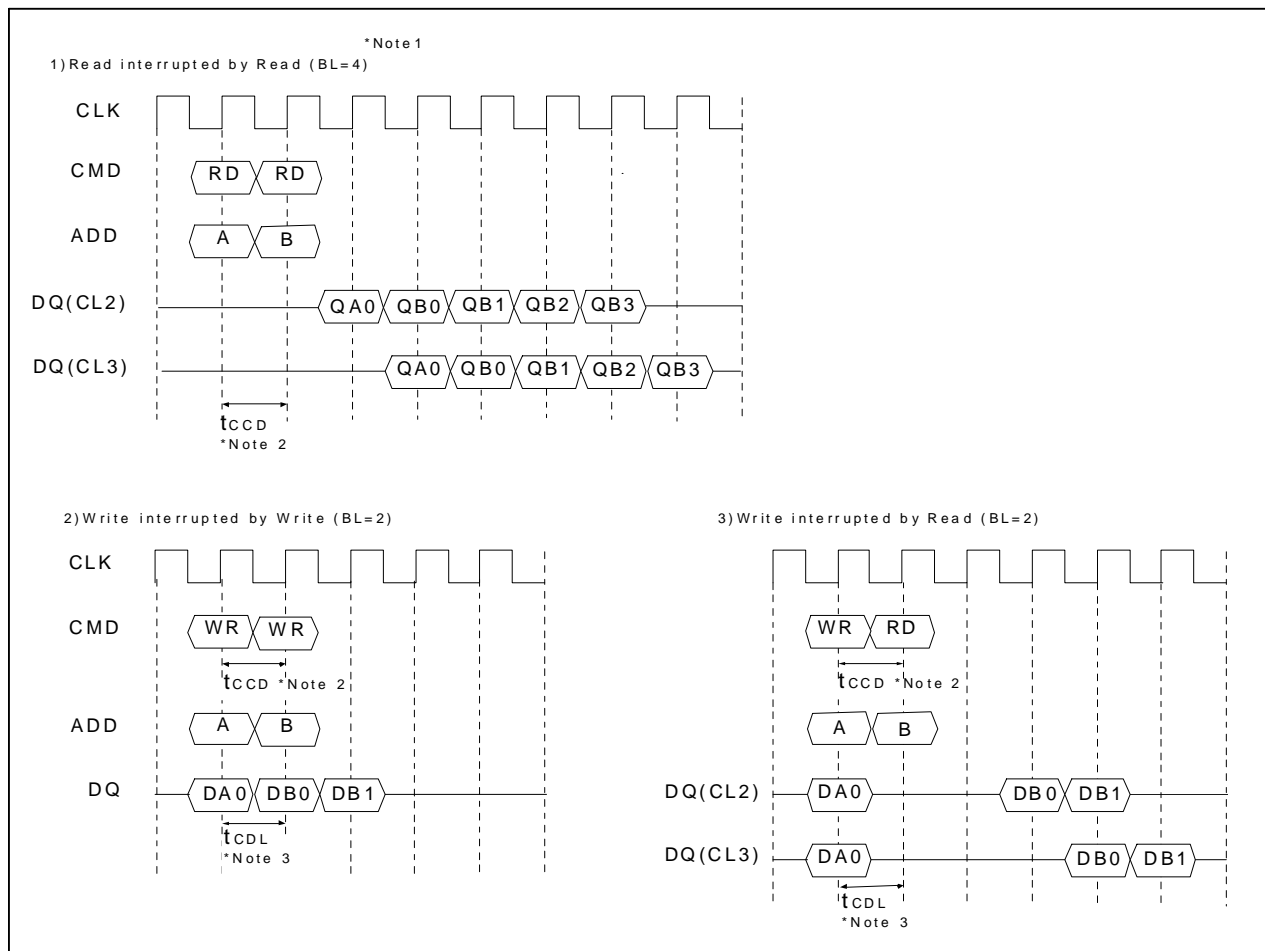 *Note1
1)Read interrupted by Read (BL=4)
CLK
CMD RD RD
ADD A B
DQ(CL2) QA0 QB0 QB1 QB2 QB3
DQ(CL3) QA0 QB0 QB1 QB2 QB3
tCCD
*Note 2
2)Write interrupted by Write (BL=2)
CLK
CMD WR WR
tCCD *Note 2
ADD A B
DQ DA0 DB0 DB1
tCDL
*Note 3
3)Write interrupted by Read (BL=2)
WR RD
tCCD *Note 2
A B
DQ(CL2) DA0 DB0 DB1
DQ(CL3) DA0 DB0 DB1
tCDL
*Note 3